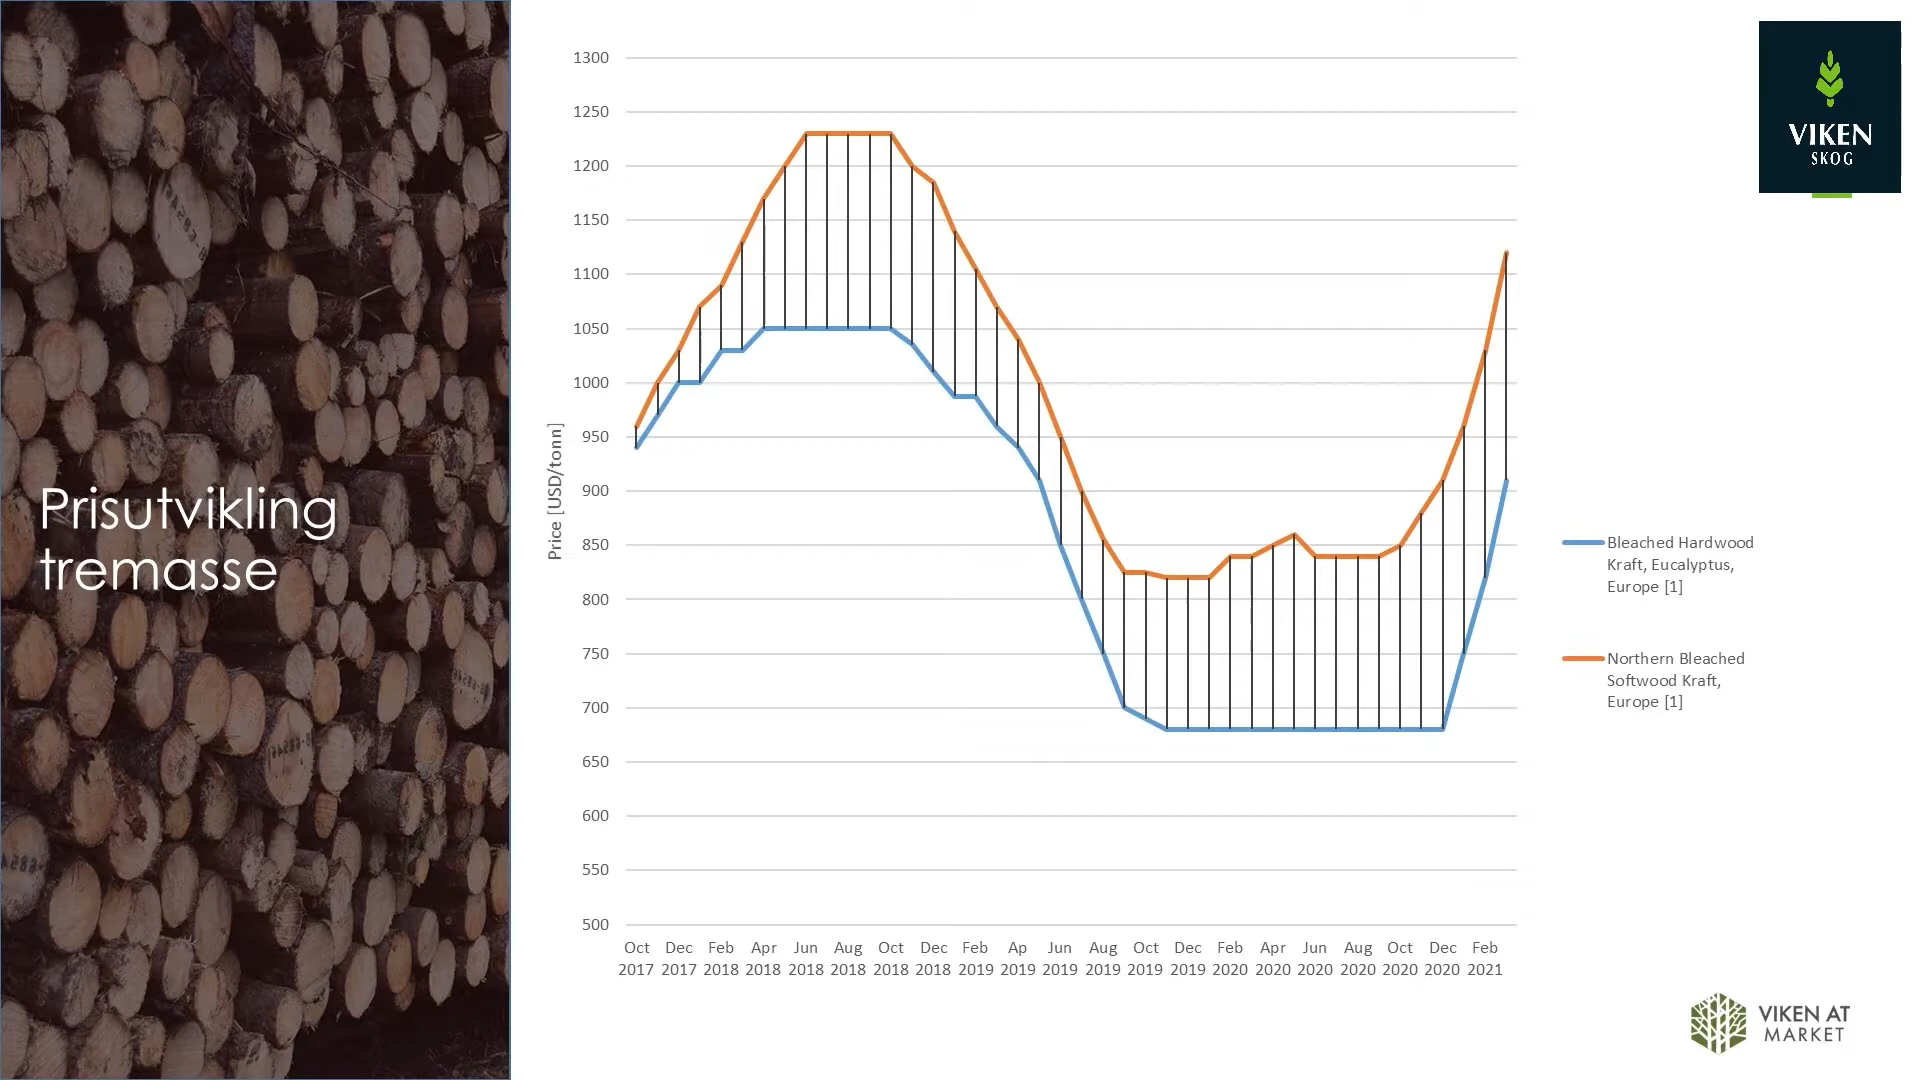 Prisutvikling
tremasse
1300
1250
1200
1150
1100
1050
1000
950
900
850
800
750
700
650
600
550
500
Price [USD/tonn]
Oct Dec Feb Apr Jun Aug Oct Dec Feb Ap Jun Aug Oct Dec Feb Apr Jun Aug Oct Dec Feb
2017 2017 2018 2018 2018 2018 2018 2018 2019 2019 2019 2019 2019 2019 2020 2020 2020 2020 2020 2020 2021
Bleached Hardwood
Kraft, Eucalyptus,
Europe [1]
Northern Bleached
Softwood Kraft,
Europe [1]
VIKEN
SKOG
VIKEN AT
MARKET